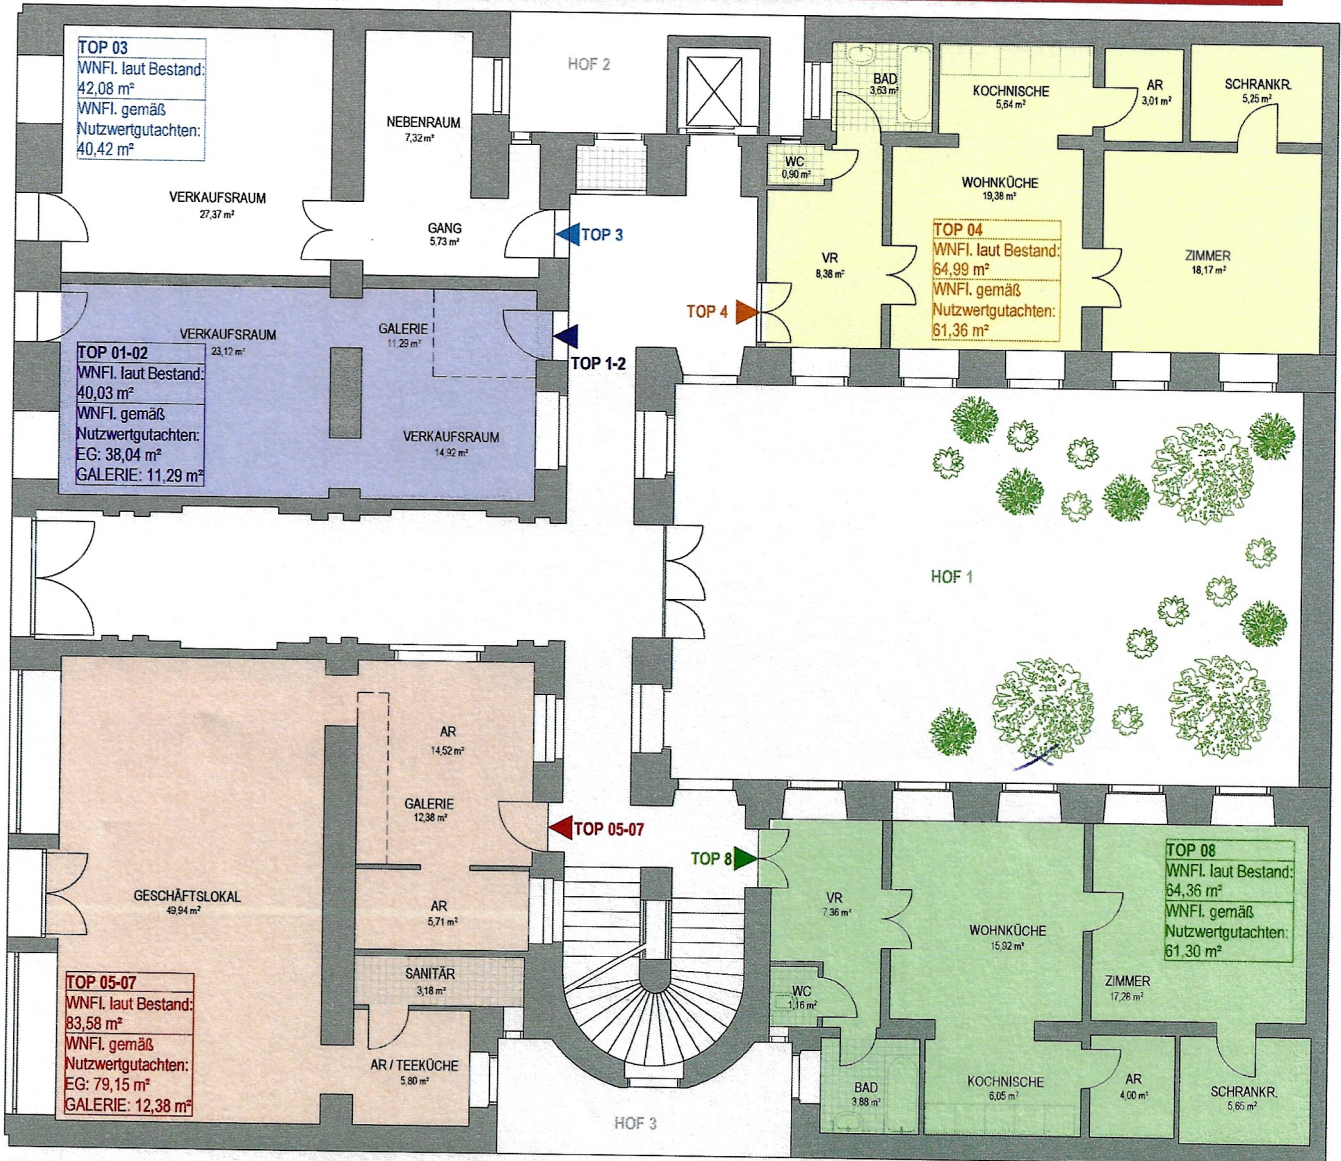 TOP 03
WNFl. laut Bestand:
42,08 m²
WNFl. gemäß
Nutzwertgutachten:
40,42 m²
VERKAUFSRAUM
27,37 m²
NEBENRAUM
7,32 m²
GANG
5,73 m²
HOF 2
TOP 3
BAD
3,63 m²
KOCHNISCHE
5,64 m²
AR
3,01 m²
SCHRANKR.
5,25 m²
WC
0,90 m²
WOHNKÜCHE
19,38 m²
TOP 04
WNFl. laut Bestand:
64,99 m²
WNFl. gemäß
Nutzwertgutachten:
61,36 m²
VR
8,38 m²
ZIMMER
18,17 m²
TOP 4
VERKAUFSRAUM
23,12 m²
GALERIE
11,29 m²
TOP 01-02
WNFl. laut Bestand:
40,03 m²
WNFl. gemäß
Nutzwertgutachten:
EG: 38,04 m²
GALERIE: 11,29 m²
VERKAUFSRAUM
14,92 m²
TOP 1-2
HOF 1
AR
14,52 m²
GALERIE
12,38 m²
TOP 05-07
GESCHÄFTSLOKAL
49,94 m²
AR
5,71 m²
SANITÄR
3,18 m²
AR / TEEKÜCHE
5,80 m²
TOP 05-07
WNFl. laut Bestand:
83,58 m²
WNFl. gemäß
Nutzwertgutachten:
EG: 79,15 m²
GALERIE: 12,38 m²
TOP 8
VR
7,36 m²
WOHNKÜCHE
15,92 m²
TOP 08
WNFl. laut Bestand:
64,36 m²
WNFl. gemäß
Nutzwertgutachten:
61,30 m²
ZIMMER
17,28 m²
WC
1,16 m²
BAD
3,88 m²
KOCHNISCHE
6,05 m²
AR
4,00 m²
SCHRANKR.
5,65 m²
HOF 3